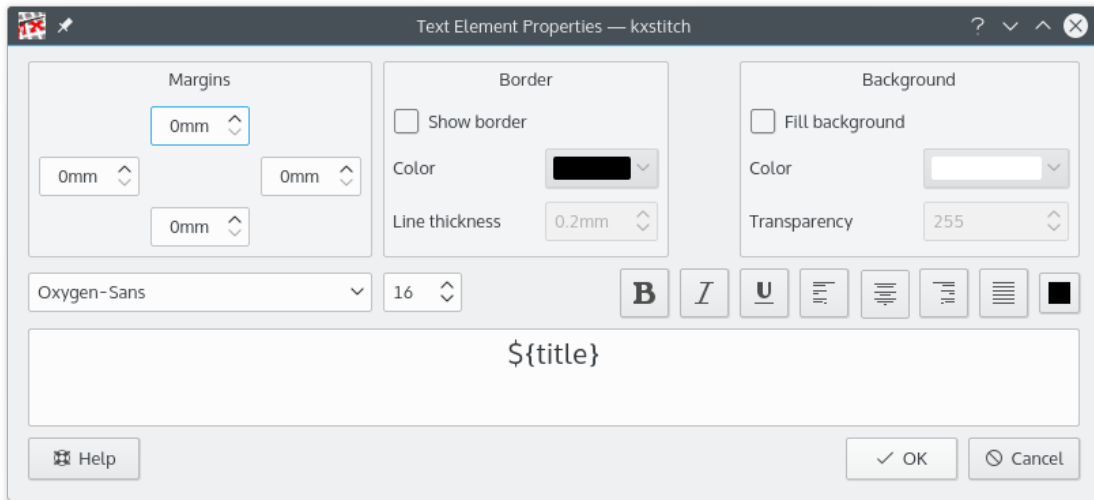 Text Element Properties — kxstitch
Margins
Border
Background
0mm
Show border
Fill background
0mm
0mm
Color
Color
0mm
Line thickness
0.2mm
Transparency
255
Oxygen-Sans
16
B I U
${title}
Help
OK
Cancel